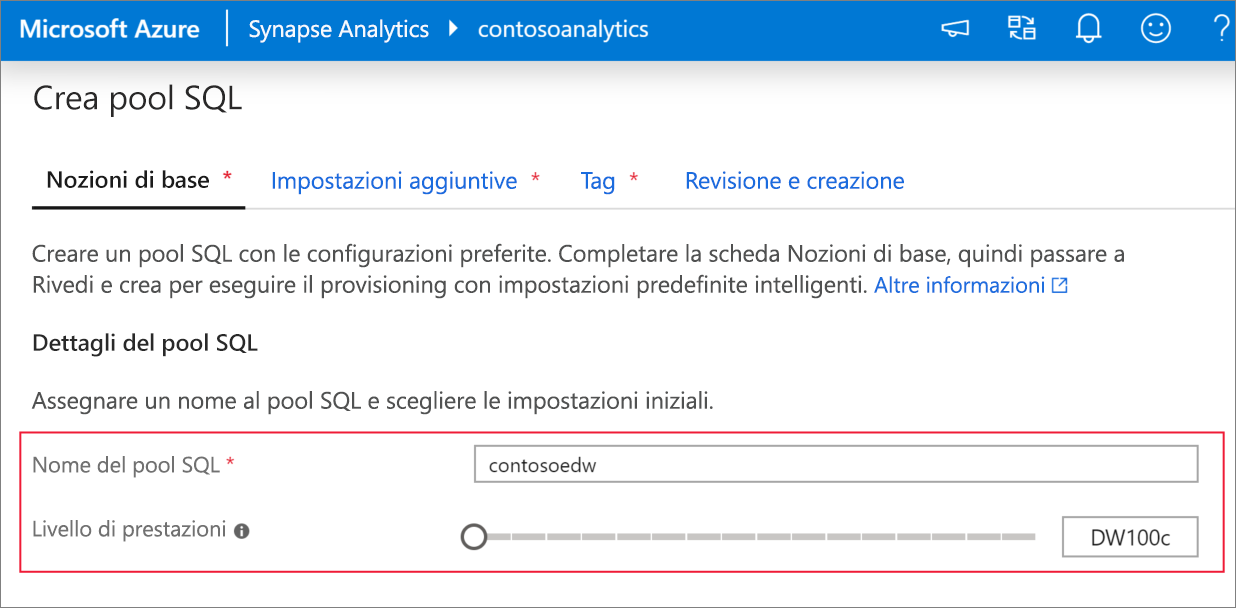 Microsoft Azure Synapse Analytics contosoanalytics ?
Crea pool SQL
Nozioni di base * Impostazioni aggiuntive * Tag * Revisione e creazione
Creare un pool SQL con le configurazioni preferite. Completare la scheda Nozioni di base, quindi passare a
Rivedi e crea per eseguire il provisioning con impostazioni predefinite intelligenti. Altre informazioni
Dettagli del pool SQL
Assegnare un nome al pool SQL e scegliere le impostazioni iniziali.
Nome del pool SQL * contosoedw
Livello di prestazioni DW100c